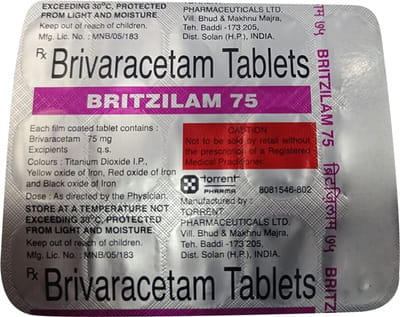 EXCEEDING 30°C, PROTECTED
FROM LIGHT AND MOISTURE
Keep out of reach of children.
Mfg. Lic. No. : MNB/05/183
PHARMACEUTICALS LTD.
Vill. Bhud & Makhnu Majra,
Teh. Baddi -173 205,
Dist. Solan (H.P.), INDIA.
Rx Brivaracetam Tablets
BRITZILAM 75
Each film coated tablet contains :
Brivaracetam 75 mg
Excipients q.s.
Colours : Titanium Dioxide I.P.,
Yellow oxide of Iron, Red oxide of Iron
and Black oxide of Iron
Dose : As directed by the Physician.
STORE AT A TEMPERATURE NOT
EXCEEDING 30°C, PROTECTED
FROM LIGHT AND MOISTURE
Keep out of reach of children.
Mfg. Lic. No. : MNB/05/183
CAUTION
Not to be sold by retail without
the prescription of a Registered
Medical Practitioner.
torrent
PHARMA
8081546-802
Manufactured by :
TORRENT
PHARMACEUTICALS LTD.
Vill. Bhud & Makhnu Majra,
Teh. Baddi -173 205,
Dist. Solan (H.P.), INDIA.
Rx Brivaracetam Tablets
BRITZILAM 75
ब्रिटज़िलम ७५